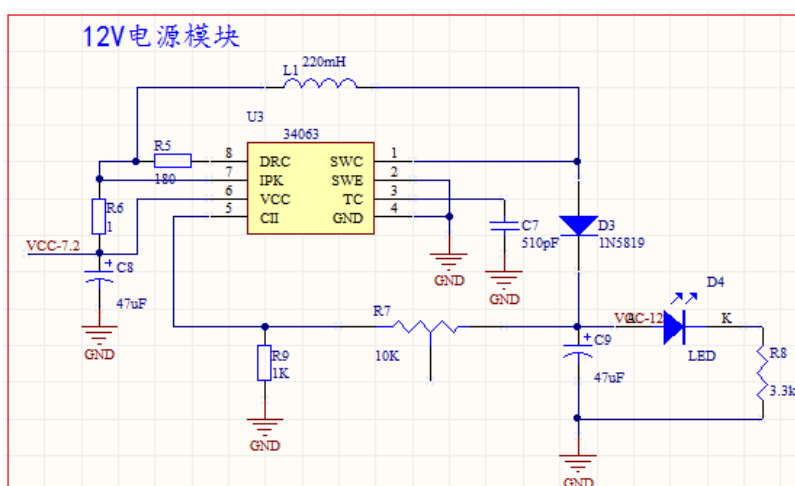 12V电源模块
L1
220mH
U3
34063
R5
180
8
7
6
5
DRC
IPK
VCC
CII
SWC
SWE
TC
GND
1
2
3
4
R6
1
VCC-7.2
C8
47uF
GND
C7
510pF
GND
GND
D3
1N5819
R7
10K
R9
1K
GND
C9
47uF
GND
D4
LED
K
R8
3.3k